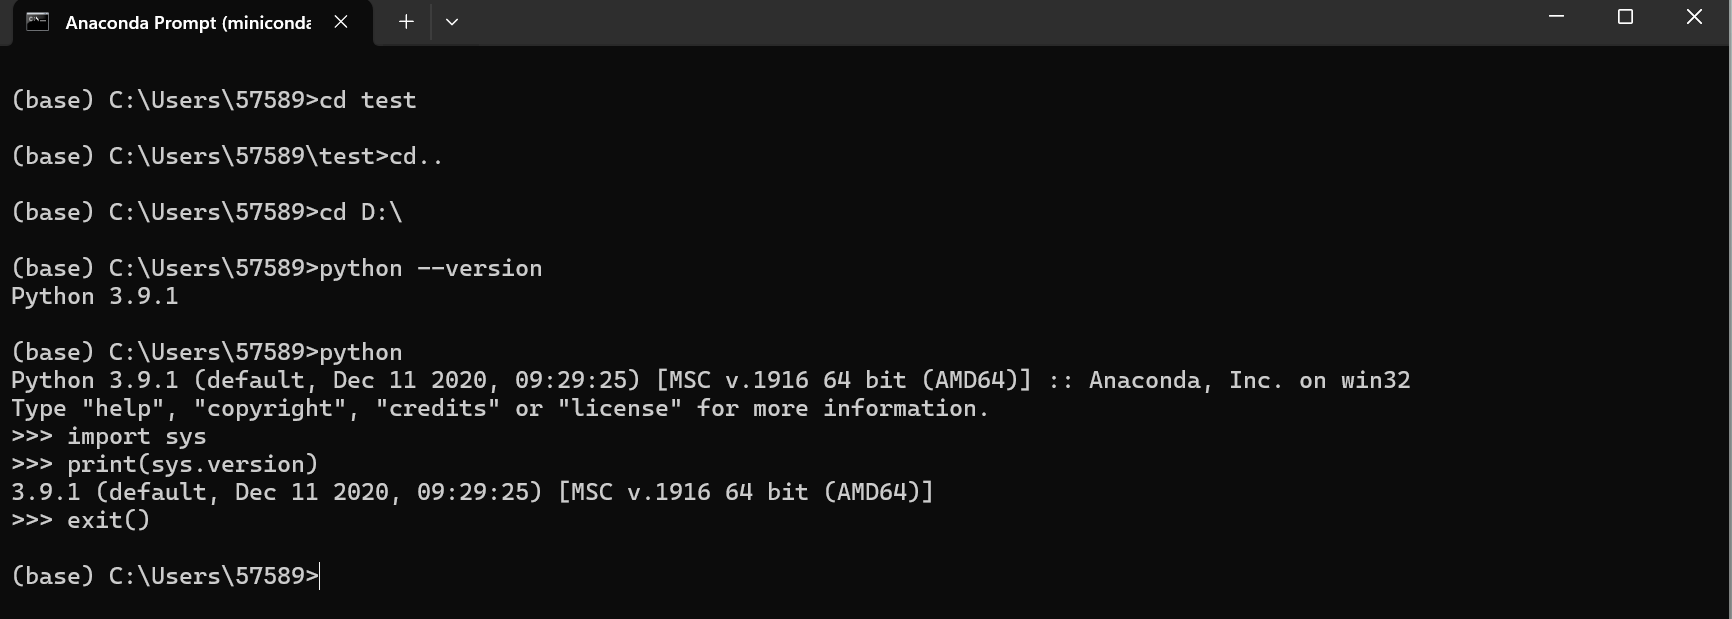 Anaconda Prompt (miniconda
(base) C:\Users\57589>cd test
(base) C:\Users\57589\test>cd..
(base) C:\Users\57589>cd D:\
(base) C:\Users\57589>python --version
Python 3.9.1
(base) C:\Users\57589>python
Python 3.9.1 (default, Dec 11 2020, 09:29:25) [MSC v.1916 64 bit (AMD64)] :: Anaconda, Inc. on win32
Type "help", "copyright", "credits" or "license" for more information.
>>> import sys
>>> print(sys.version)
3.9.1 (default, Dec 11 2020, 09:29:25) [MSC v.1916 64 bit (AMD64)]
>>> exit()
(base) C:\Users\57589>